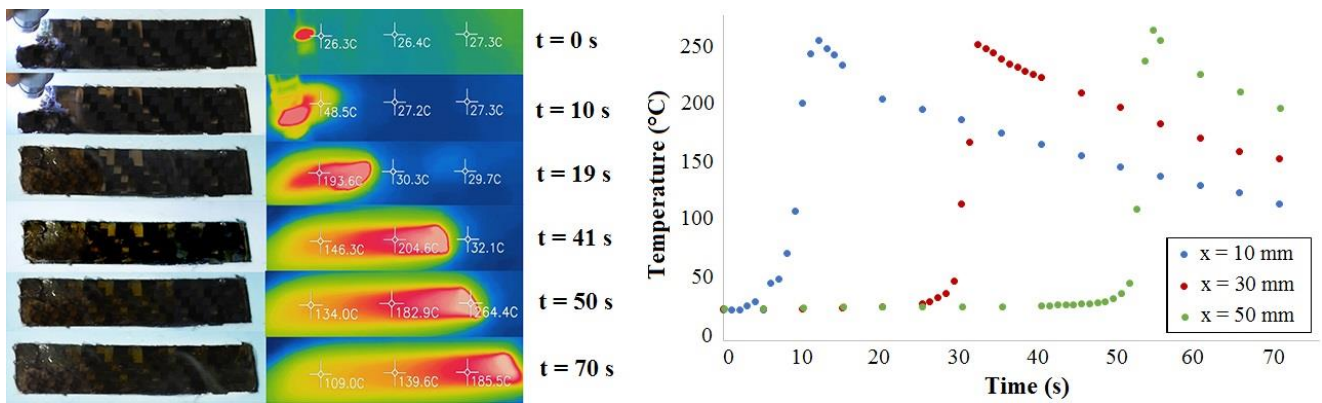 26.3C 26.4C 27.3C t = 0 s
48.5C 27.2C 27.3C t = 10 s
193.6C 30.3C 29.7C t = 19 s
146.3C 204.6C 32.1C t = 41 s
134.0C 182.9C 264.4C t = 50 s
109.0C 139.6C 185.5C t = 70 s
Temperature (°C)
250
200
150
100
50
0
0 10 20 30 40 50 60 70
Time (s)
x = 10 mm
x = 30 mm
x = 50 mm